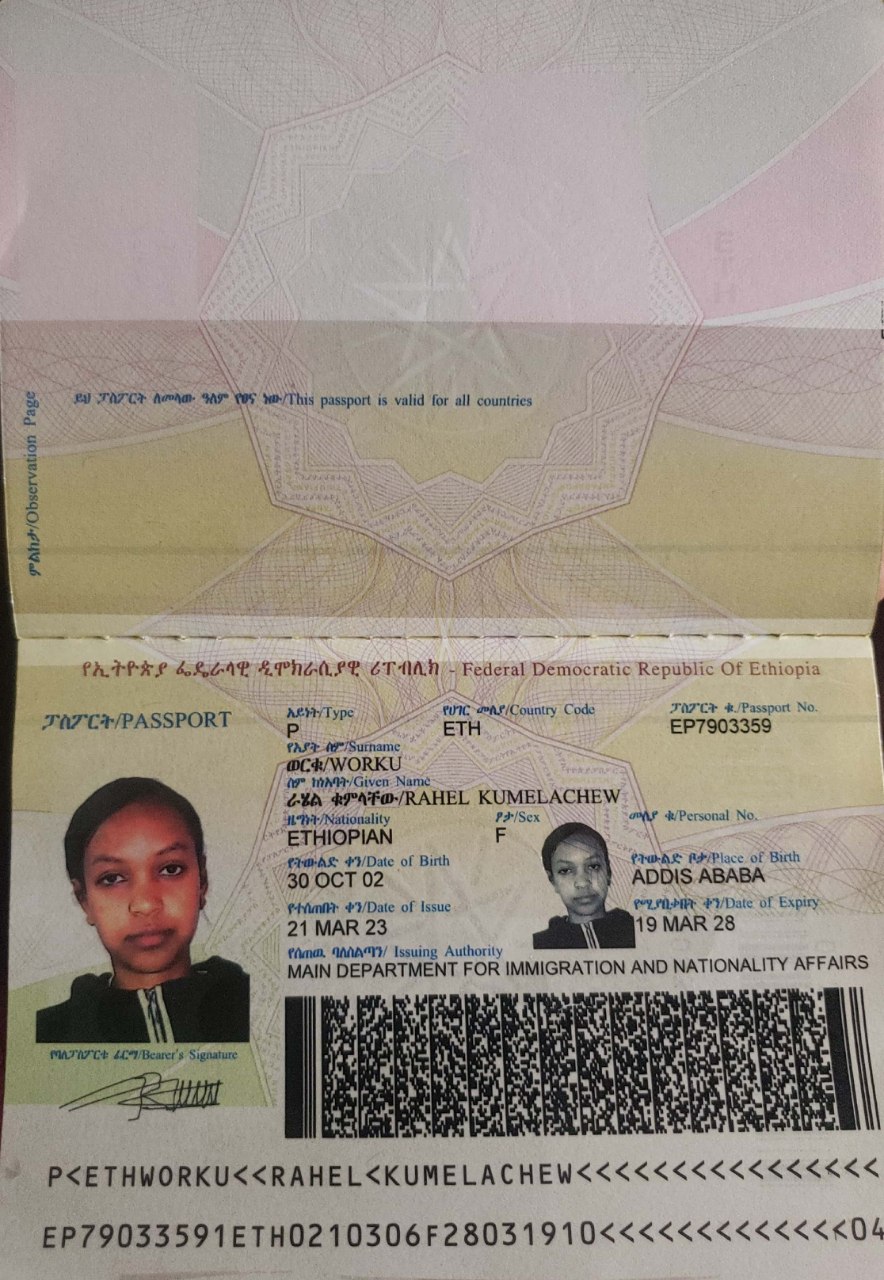 ምልከታ/Observation Page
ይህ ፓስፖርት ለመላው ዓለም የፀና ነው/This passport is valid for all countries
የኢትዮጵያ ፌዴራላዊ ዲሞክራሲያዊ ሪፐብሊክ - Federal Democratic Republic Of Ethiopia
ፓስፖርት/PASSPORT
አይነት/Type
የሀገር መለያ/Country Code
ፓስፖርት ቁ./Passport No.
P
ETH
EP7903359
የአያት ስም/Surname
ወርቁ/WORKU
ስም ከነአባት/Given Name
ራሄል ቁምላቸው/RAHEL KUMELACHEW
ዜግነት/Nationality
ፆታ/Sex
መለያ ቁ/Personal No.
ETHIOPIAN
F
የትውልድ ቀን/Date of Birth
የትውልድ ቦታ/Place of Birth
30 OCT 02
ADDIS ABABA
የተሰጠበት ቀን/Date of Issue
የሚያበቃበት ቀን/Date of Expiry
21 MAR 23
19 MAR 28
የሰጠዉ ባለስልጣን/ Issuing Authority
MAIN DEPARTMENT FOR IMMIGRATION AND NATIONALITY AFFAIRS
የባለፓስፖርቱ ፊርማ/Bearer's Signature
P<ETHWORKU<<RAHEL<KUMELACHEW<<<<<<<<<<<<<<<<
EP79033591ETH0210306F28031910<<<<<<<<<<<<<04